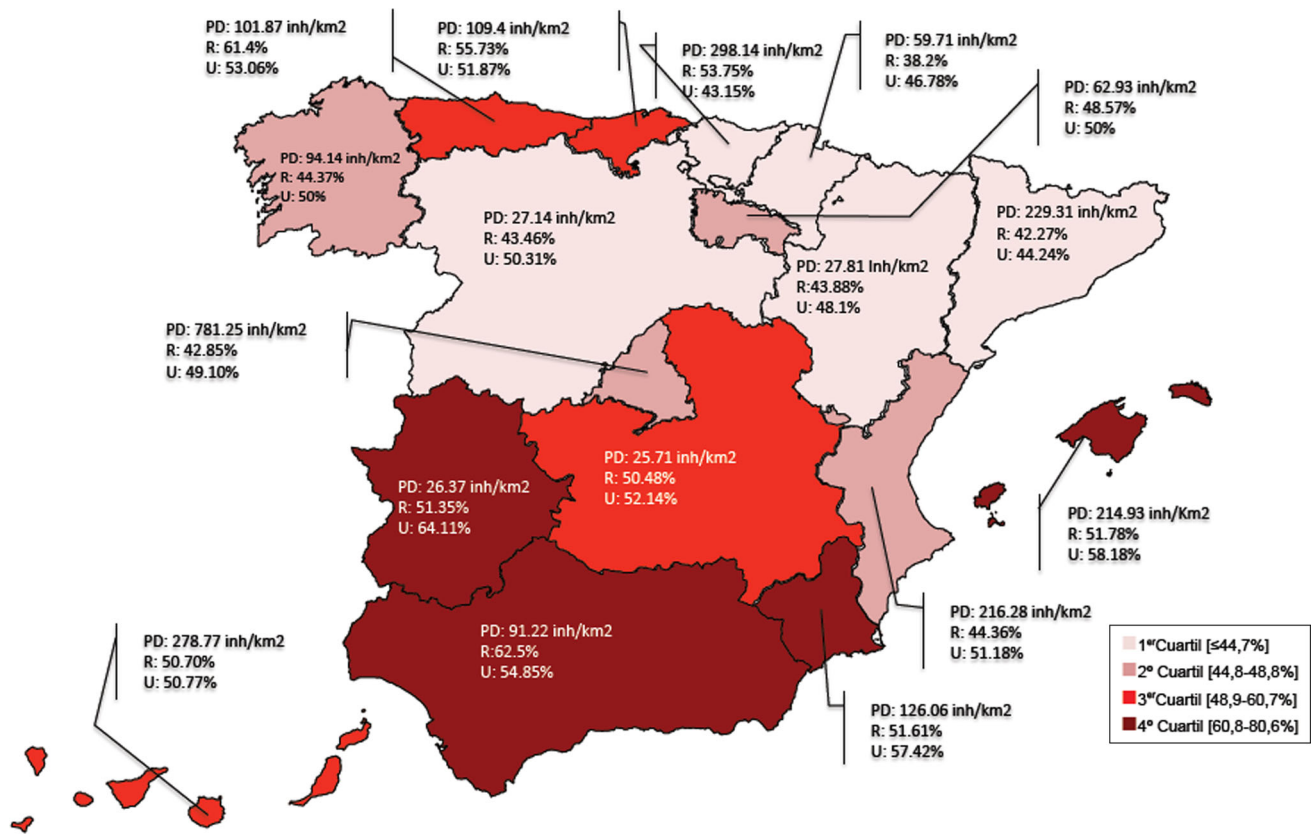 PD: 101.87 inh/km2
R: 61.4%
U: 53.06%
PD: 109.4 inh/km2
R: 55.73%
U: 51.87%
PD: 298.14 inh/km2
R: 53.75%
U: 43.15%
PD: 59.71 inh/km2
R: 38.2%
U: 46.78%
PD: 62.93 inh/km2
R: 48.57%
U: 50%
PD: 94.14 inh/km2
R: 44.37%
U: 50%
PD: 27.14 inh/km2
R: 43.46%
U: 50.31%
PD: 229.31 inh/km2
R: 42.27%
U: 44.24%
PD: 27.81 Inh/km2
R:43.88%
U: 48.1%
PD: 781.25 inh/km2
R: 42.85%
U: 49.10%
PD: 25.71 inh/km2
R: 50.48%
U: 52.14%
PD: 26.37 inh/km2
R: 51.35%
U: 64.11%
PD: 214.93 inh/Km2
R: 51.78%
U: 58.18%
PD: 216.28 inh/km2
R: 44.36%
U: 51.18%
PD: 91.22 inh/km2
R:62.5%
U: 54.85%
PD: 278.77 inh/km2
R: 50.70%
U: 50.77%
PD: 126.06 inh/km2
R: 51.61%
U: 57.42%
1ᵉʳCuartil [≤44,7%]
2º Cuartil [44,8-48,8%]
3ᵉʳCuartil [48,9-60,7%]
4º Cuartil [60,8-80,6%]